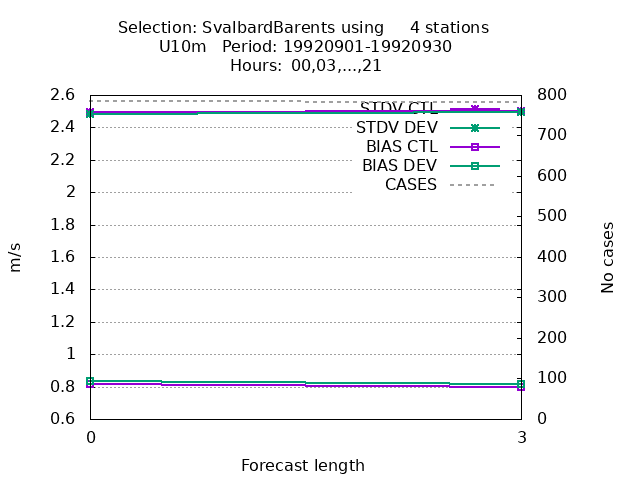 Selection: SvalbardBarents using 4 stations
U10m Period: 19920901-19920930
Hours: 00,03,...,21
2.6
2.4
2.2
2
1.8
1.6
1.4
1.2
1
0.8
0.6
m/s
800
700
600
500
400
300
200
100
0
No cases
STDV CTL
STDV DEV
BIAS CTL
BIAS DEV
CASES
0
3
Forecast length